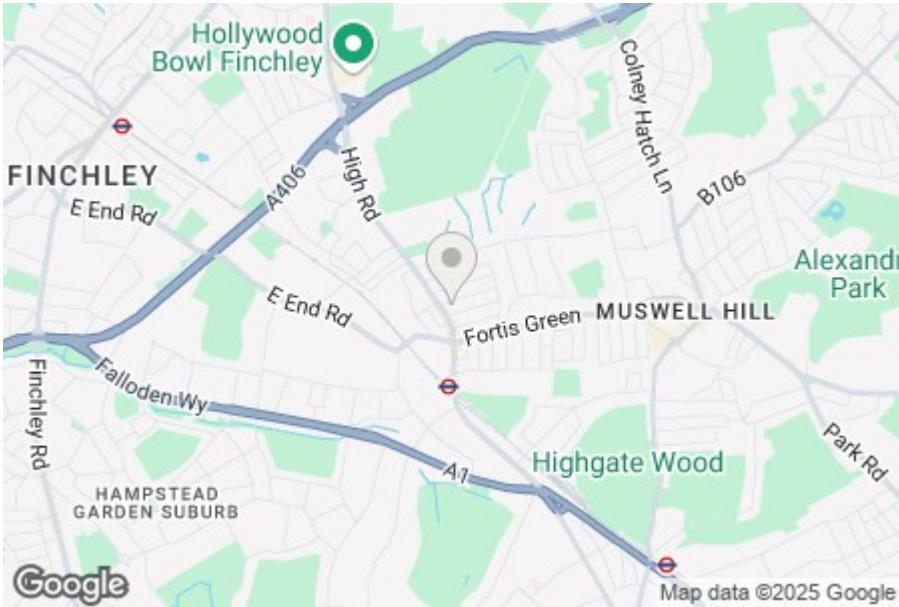 Hollywood
Bowl Finchley
Colney Hatch Ln
FINCHLEY
A406
High Rd
B106
E End Rd
Alexandr
Park
E End Rd
Fortis Green
MUSWELL HILL
Finchley Rd
Falloden Wy
Park Rd
A1
Highgate Wood
HAMPSTEAD
GARDEN SUBURB
Google
Map data ©2025 Google